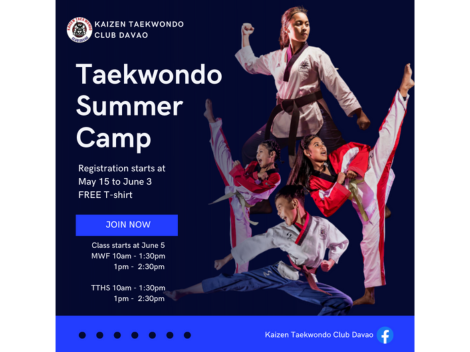 KAIZEN TAEKWONDO
CLUB DAVAO
Taekwondo
Summer
Camp
Registration starts at
May 15 to June 3
FREE T-shirt
JOIN NOW
Class starts at June 5
MWF 10am - 1:30pm
1pm - 2:30pm
TTHS 10am - 1:30pm
1pm - 2:30pm
Kaizen Taekwondo Club Davao